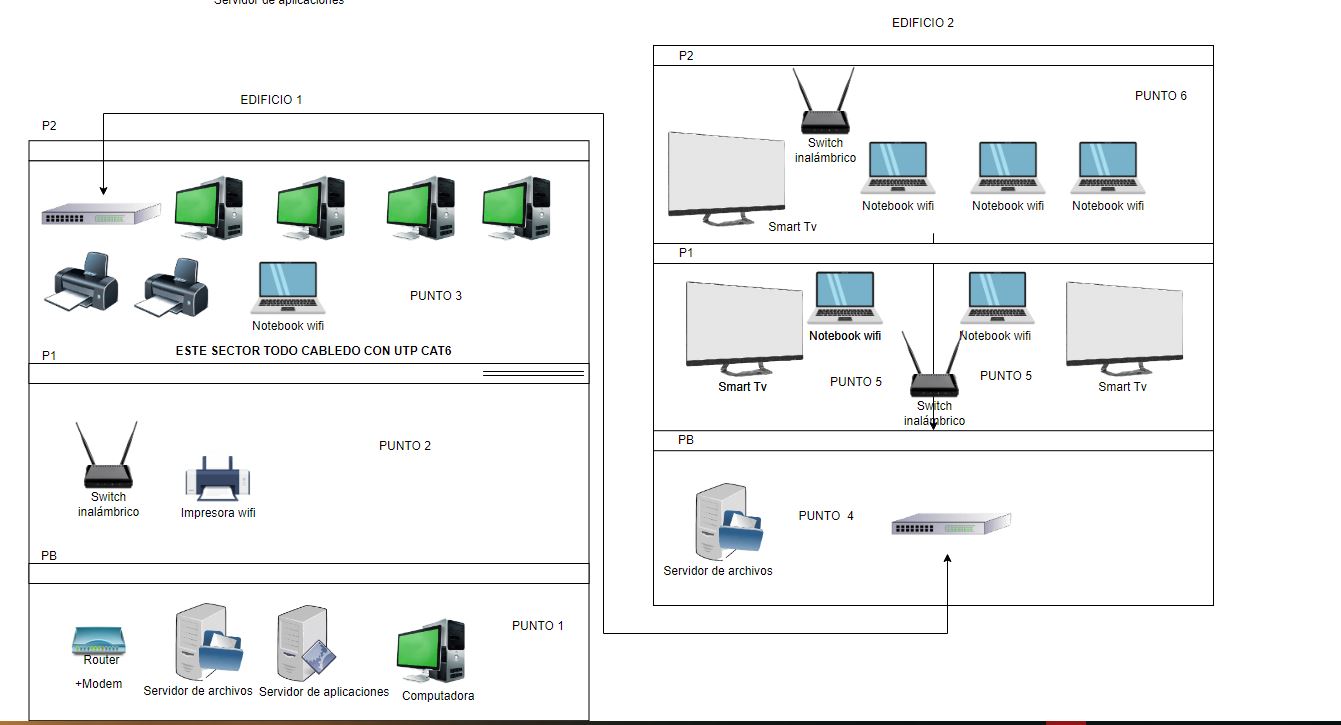 Servidor de aplicaciones
EDIFICIO 1
P2
PUNTO 3
Notebook wifi
ESTE SECTOR TODO CABLEDO CON UTP CAT6
P1
PUNTO 2
Switch
inalámbrico
Impresora wifi
PB
PUNTO 1
Router
+Modem
Servidor de archivos
Servidor de aplicaciones
Computadora
EDIFICIO 2
P2
PUNTO 6
Switch
inalámbrico
Notebook wifi
Notebook wifi
Notebook wifi
Smart Tv
P1
Notebook wifi
Notebook wifi
PUNTO 5
PUNTO 5
Smart Tv
Smart Tv
Switch
inalámbrico
PB
PUNTO 4
Servidor de archivos